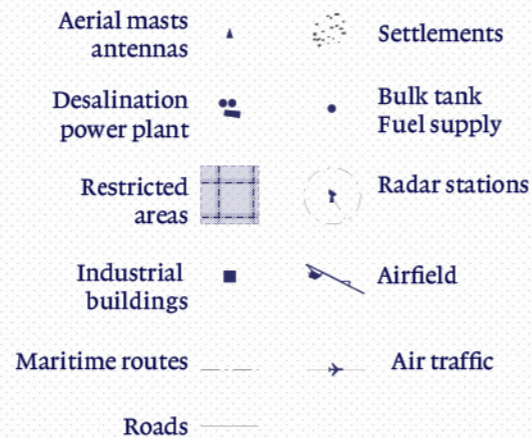 Aerial masts
antennas
Settlements
Desalination
power plant
Bulk tank
Fuel supply
Restricted
areas
Radar stations
Industrial
buildings
Airfield
Maritime routes
Air traffic
Roads